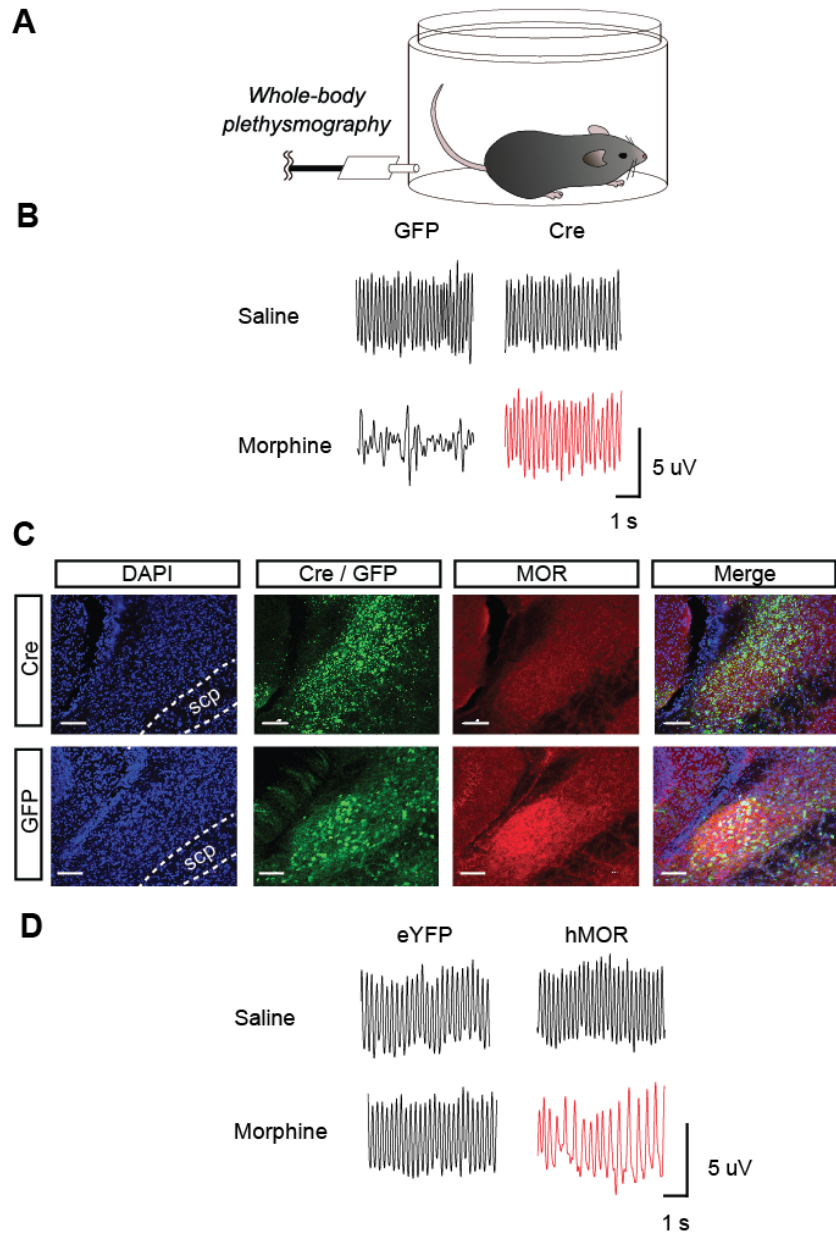 A
Whole-body
plethysmography
B
GFP Cre
Saline
Morphine
5 uV
1 s
C
DAPI Cre / GFP MOR Merge
Cre
scp
GFP
scp
D
eYFP hMOR
Saline
Morphine
5 uV
1 s